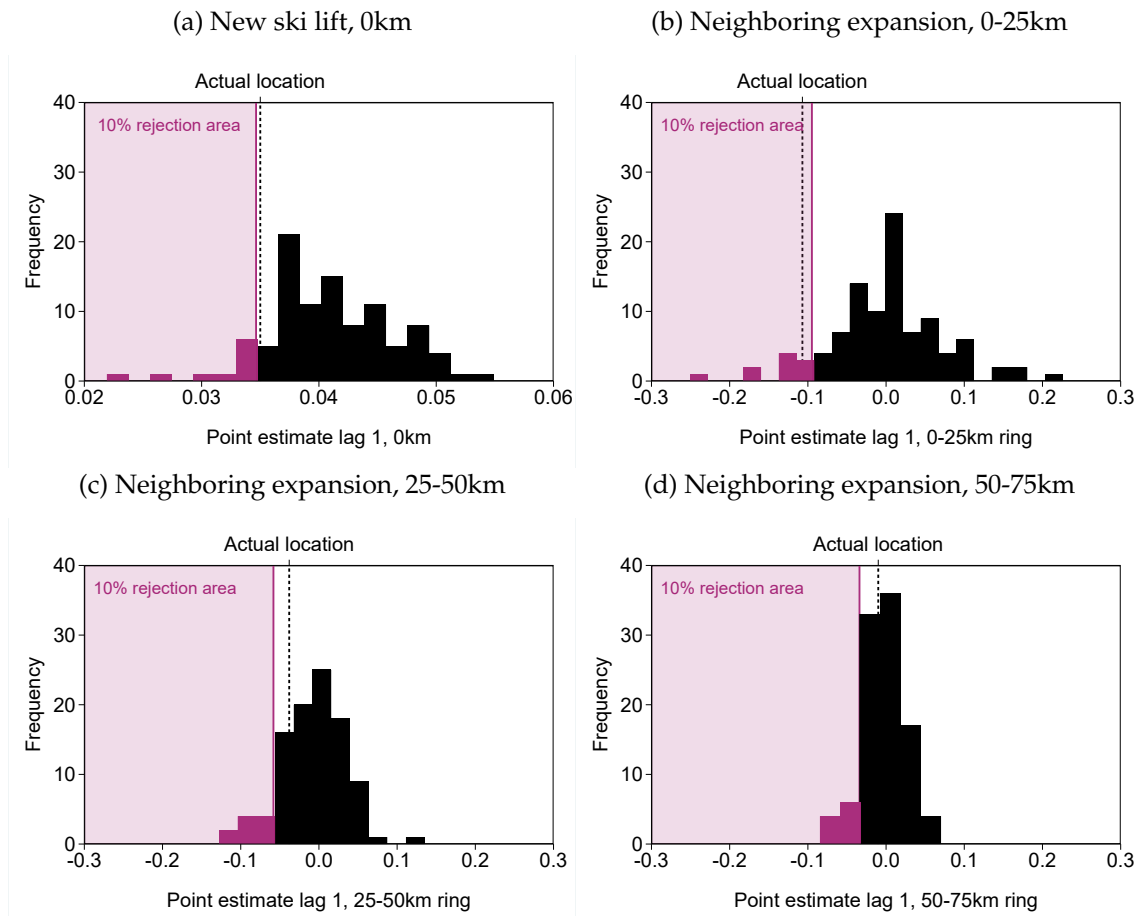 (a) New ski lift, 0km
Actual location
10% rejection area
Frequency
40
30
20
10
0
0.02 0.03 0.04 0.05 0.06
Point estimate lag 1, 0km
(b) Neighboring expansion, 0-25km
Actual location
10% rejection area
Frequency
40
30
20
10
0
-0.3 -0.2 -0.1 0.0 0.1 0.2 0.3
Point estimate lag 1, 0-25km ring
(c) Neighboring expansion, 25-50km
Actual location
10% rejection area
Frequency
40
30
20
10
0
-0.3 -0.2 -0.1 0.0 0.1 0.2 0.3
Point estimate lag 1, 25-50km ring
(d) Neighboring expansion, 50-75km
Actual location
10% rejection area
Frequency
40
30
20
10
0
-0.3 -0.2 -0.1 0.0 0.1 0.2 0.3
Point estimate lag 1, 50-75km ring